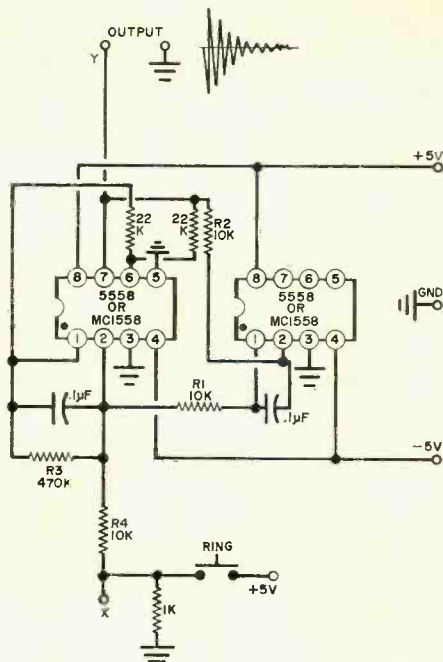 OUTPUT
Y
+5V
22
K
22
K
R2
10K
8
7
6
5
8
7
6
5
5558
OR
MC1558
5558
OR
MC1558
GND
1
2
3
4
1
2
3
4
.1µF
R1
10K
.1µF
-5V
R3
470K
R4
10K
RING
+5V
X
1K